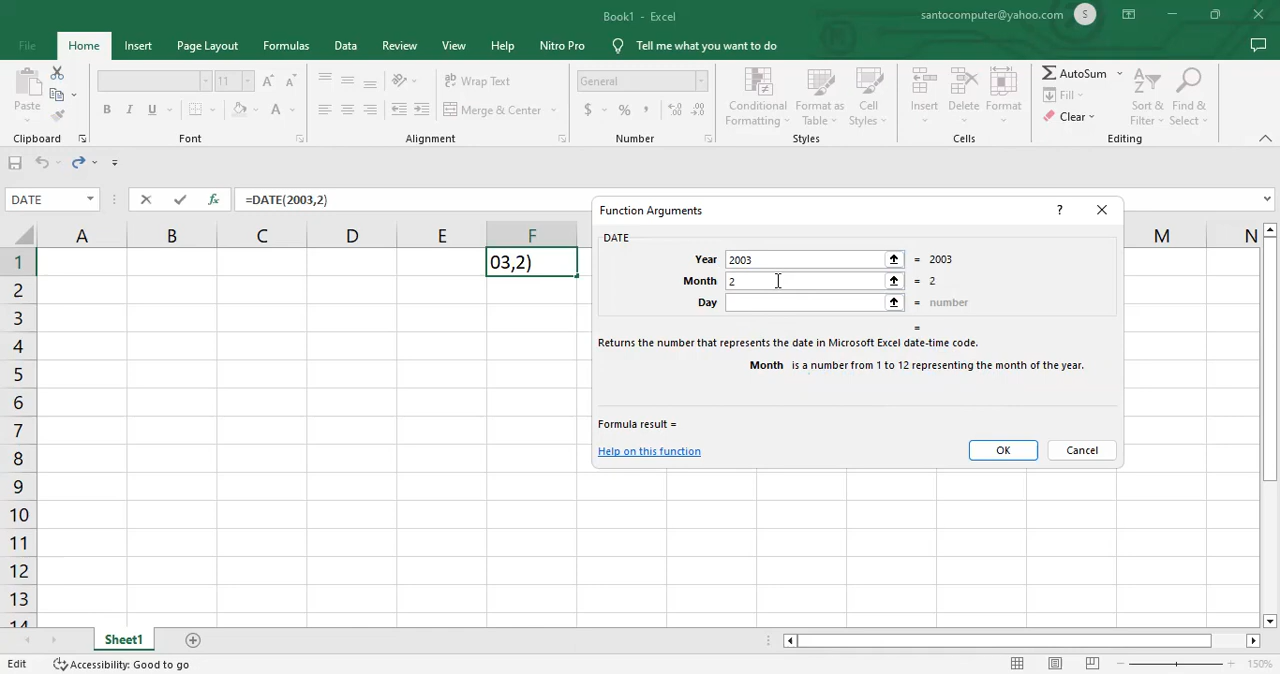 Book1 - Excel
santocomputer@yahoo.com S
File Home Insert Page Layout Formulas Data Review View Help Nitro Pro Tell me what you want to do
11 A A Wrap Text General AutoSum
Paste B I U A Merge & Center $ % , Conditional Formatting Format as Table Cell Styles Insert Delete Format Fill Clear Sort & Filter Find & Select
Clipboard Font Alignment Number Styles Cells Editing
DATE fx =DATE(2003,2)
A B C D E F M N
1 03,2)
2
3
4
5
6
7
8
9
10
11
12
13
14
Function Arguments ?
DATE
Year 2003 = 2003
Month 2 = 2
Day = number
=
Returns the number that represents the date in Microsoft Excel date-time code.
Month is a number from 1 to 12 representing the month of the year.
Formula result =
Help on this function OK Cancel
Sheet1
Edit Accessibility: Good to go 150%